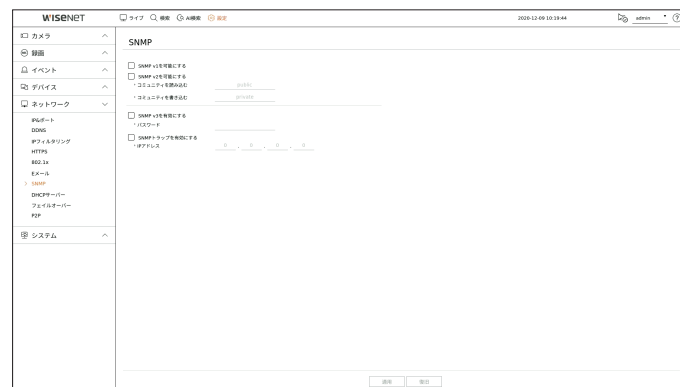 WISENET
ライブ 検索 AI検索 設定
2020-12-09 10:19:44
admin
カメラ
録画
イベント
デバイス
ネットワーク
IP&ポート
DDNS
IPフィルタリング
HTTPS
802.1x
Eメール
SNMP
DHCPサーバー
フェイルオーバー
P2P
システム
SNMP
SNMP v1を可能にする
SNMP v2を可能にする
コミュニティを読み込む public
コミュニティを書き込む private
SNMP v3を有効にする
パスワード
SNMPトラップを有効にする
IPアドレス 0 . 0 . 0 . 0
適用 復旧